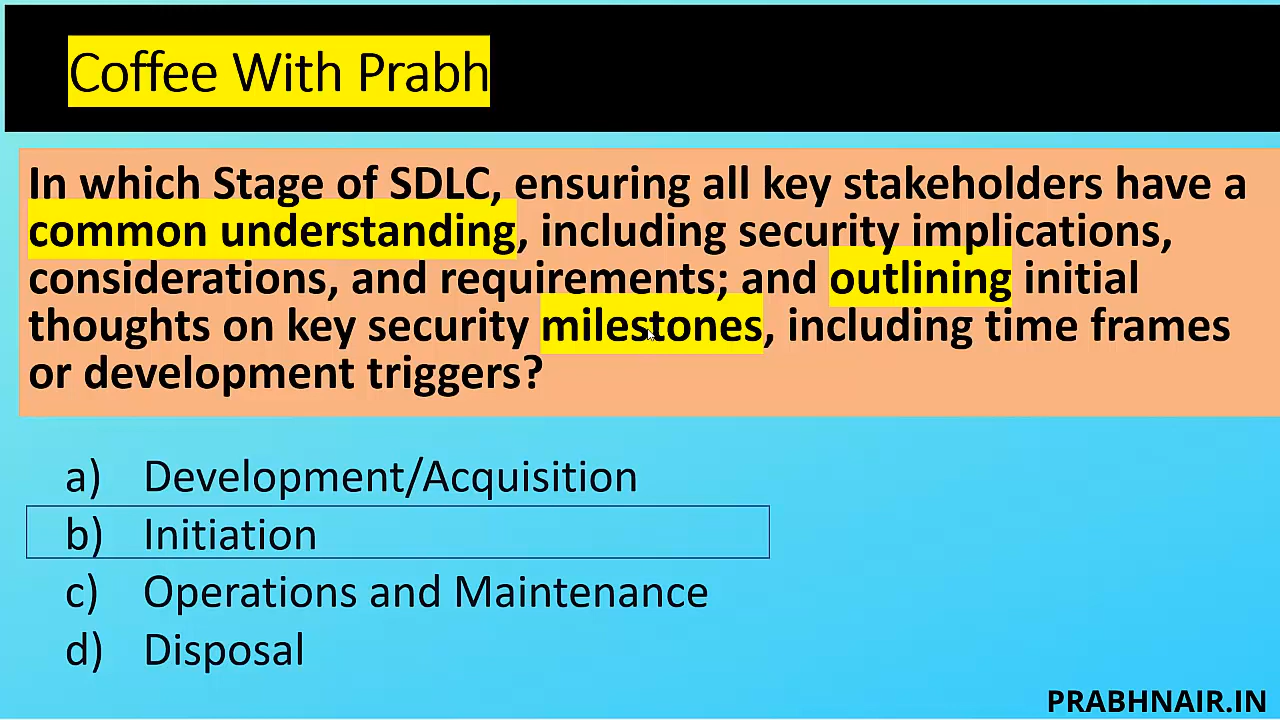 Coffee With Prabh
In which Stage of SDLC, ensuring all key stakeholders have a
common understanding, including security implications,
considerations, and requirements; and outlining initial
thoughts on key security milestones, including time frames
or development triggers?
a) Development/Acquisition
b) Initiation
c) Operations and Maintenance
d) Disposal
PRABHNAIR.IN